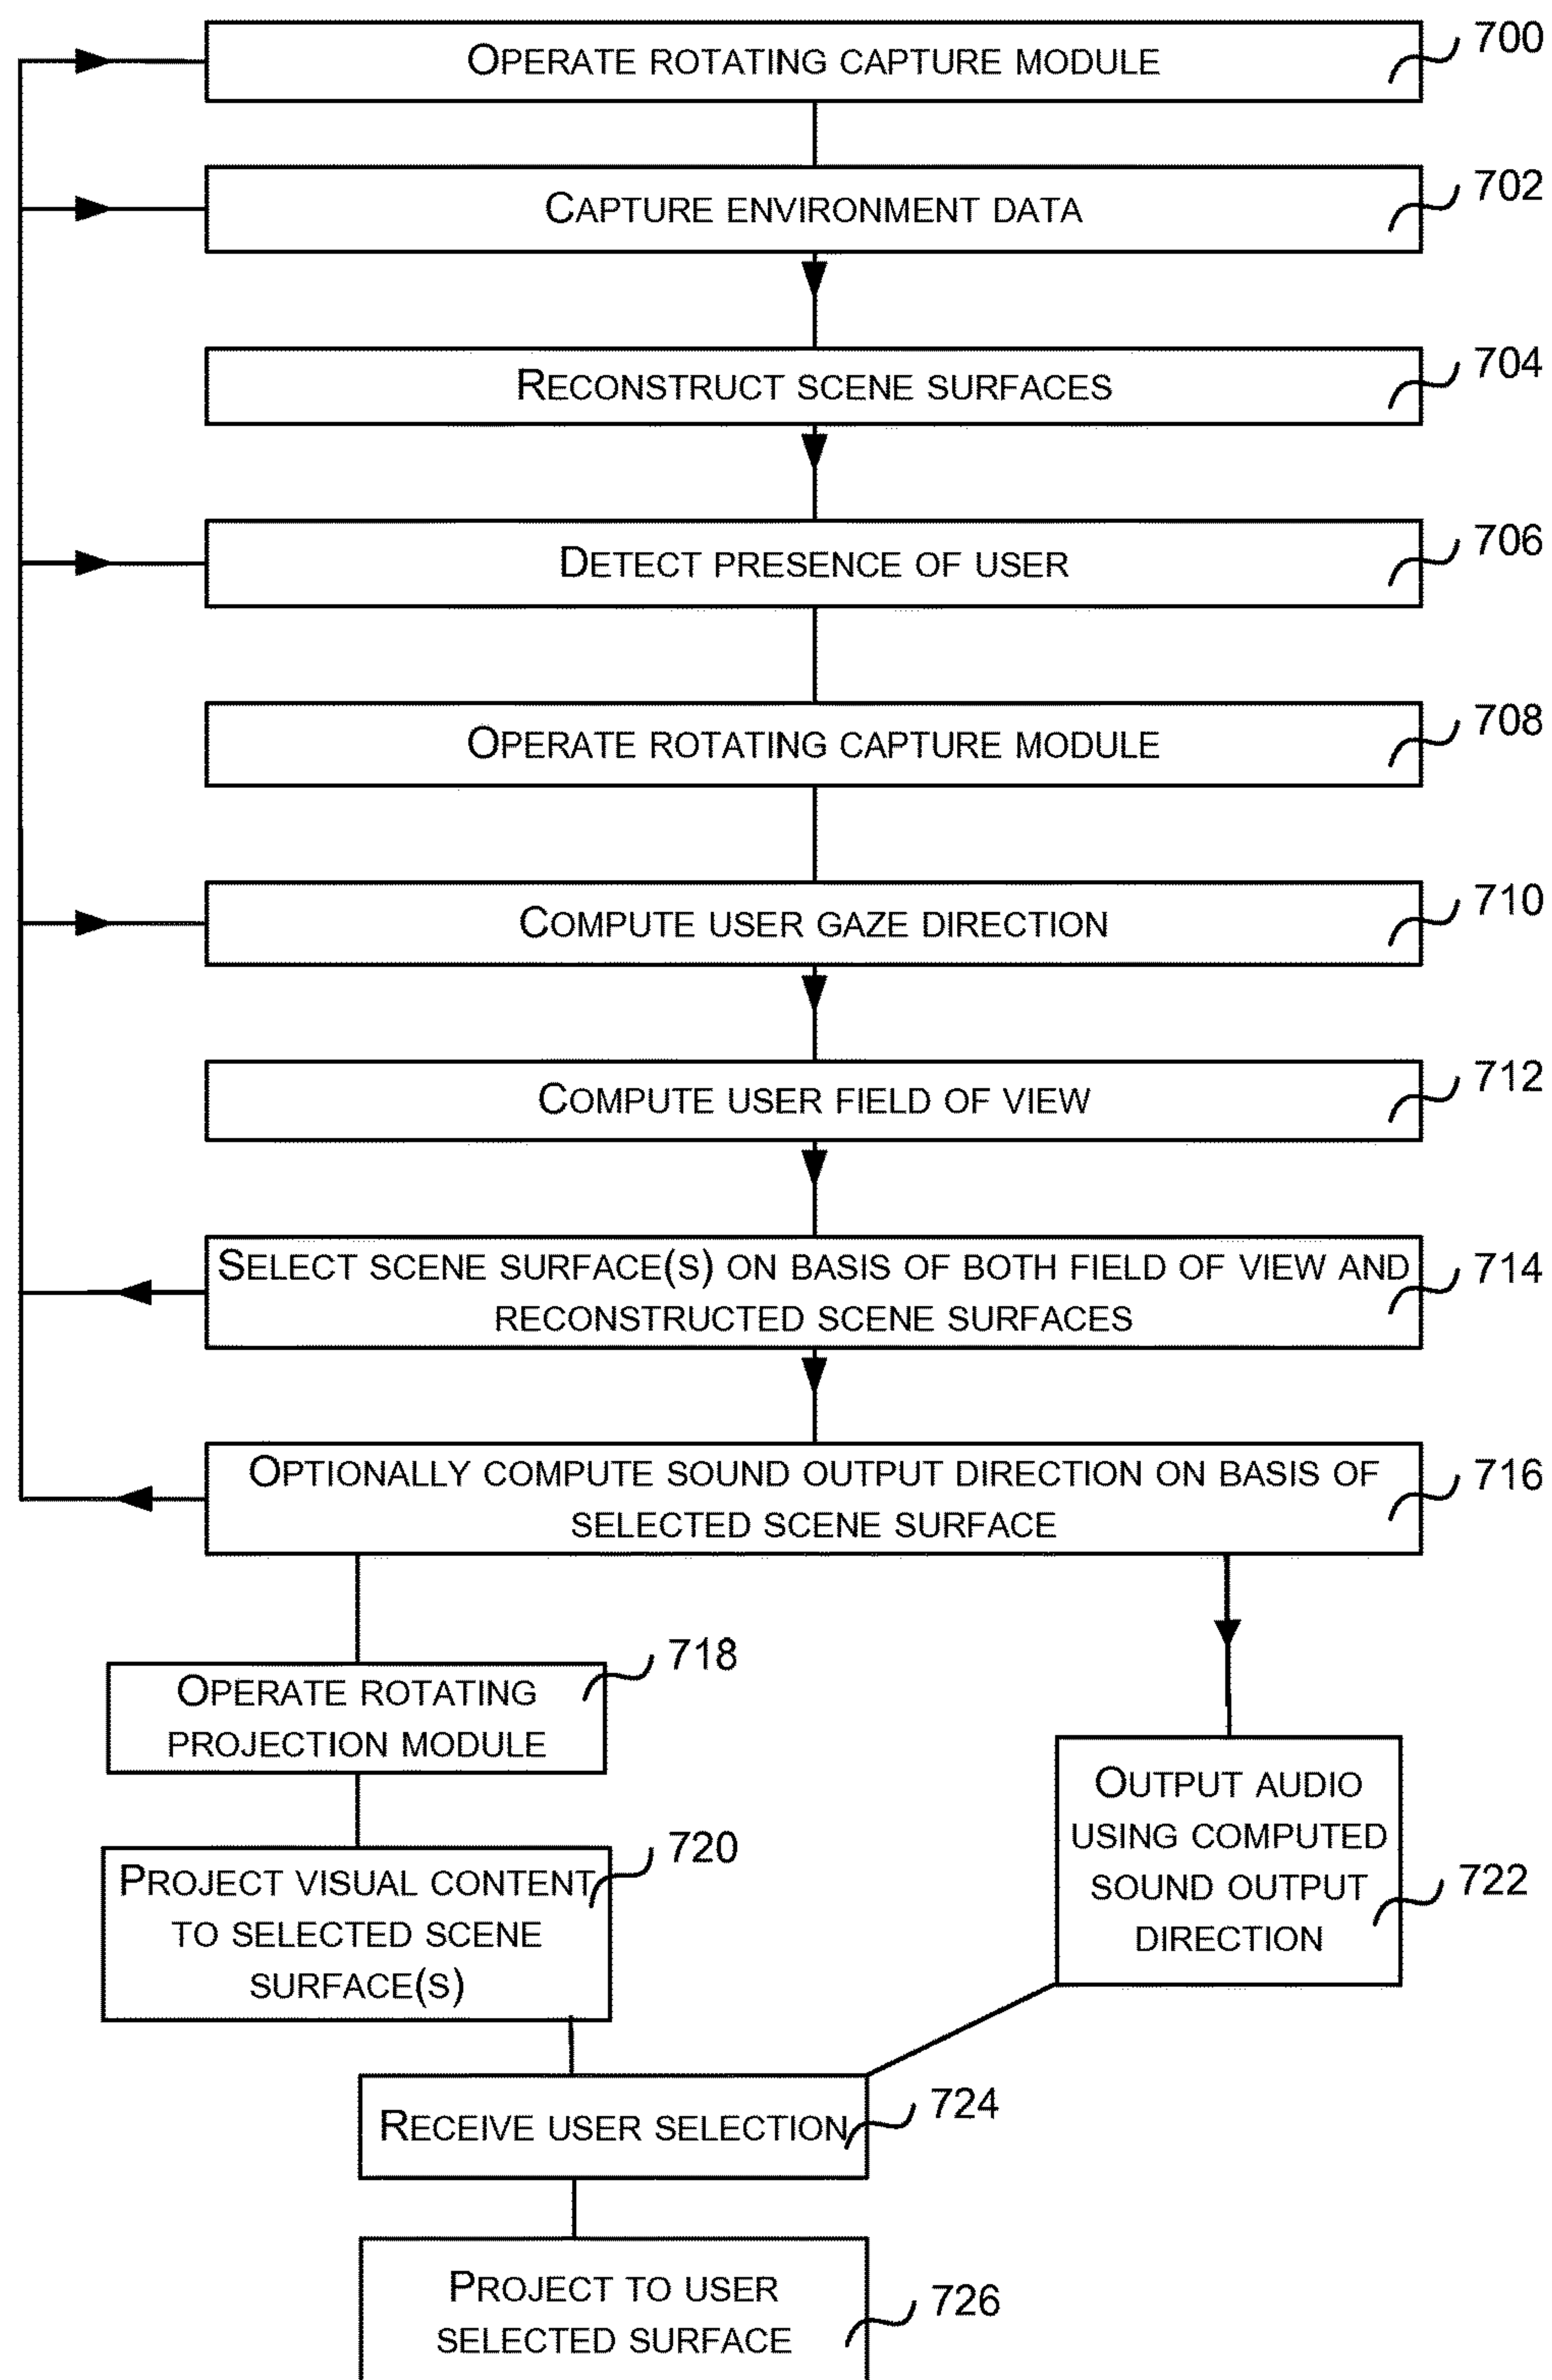 OPERATE ROTATING CAPTURE MODULE
700
CAPTURE ENVIRONMENT DATA
702
RECONSTRUCT SCENE SURFACES
704
DETECT PRESENCE OF USER
706
OPERATE ROTATING CAPTURE MODULE
708
COMPUTE USER GAZE DIRECTION
710
COMPUTE USER FIELD OF VIEW
712
SELECT SCENE SURFACE(S) ON BASIS OF BOTH FIELD OF VIEW AND
RECONSTRUCTED SCENE SURFACES
714
OPTIONALLY COMPUTE SOUND OUTPUT DIRECTION ON BASIS OF
SELECTED SCENE SURFACE
716
OPERATE ROTATING
PROJECTION MODULE
718
PROJECT VISUAL CONTENT
TO SELECTED SCENE
SURFACE(S)
720
OUTPUT AUDIO
USING COMPUTED
SOUND OUTPUT
DIRECTION
722
RECEIVE USER SELECTION
724
PROJECT TO USER
SELECTED SURFACE
726